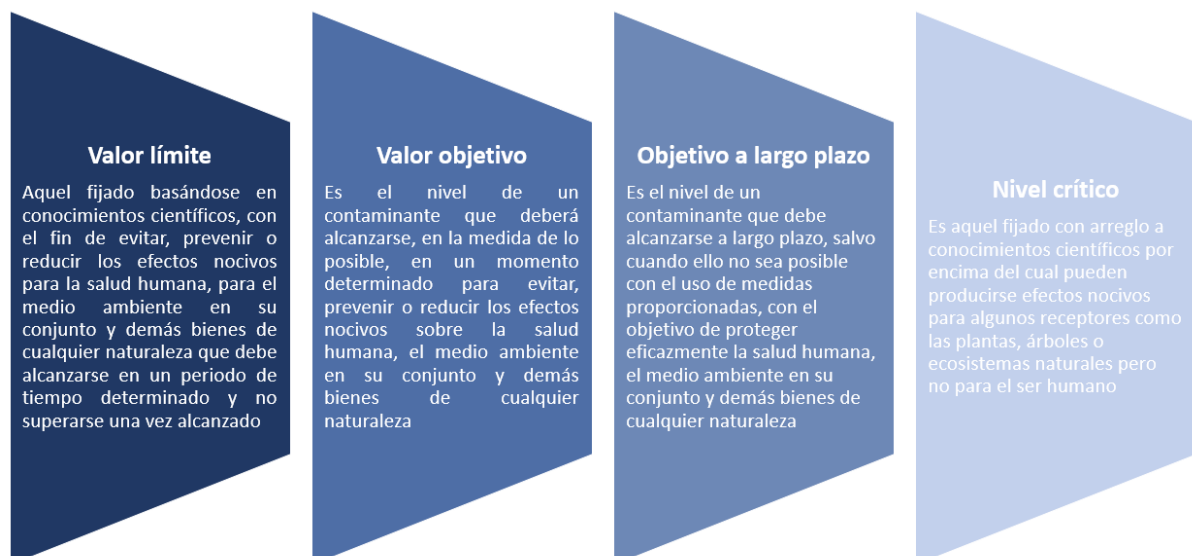 Valor límite
Aquel fijado basándose en
conocimientos científicos, con
el fin de evitar, prevenir o
reducir los efectos nocivos
para la salud humana, para el
medio ambiente en su
conjunto y demás bienes de
cualquier naturaleza que debe
alcanzarse en un periodo de
tiempo determinado y no
superarse una vez alcanzado
Valor objetivo
Es el nivel de un
contaminante que deberá
alcanzarse, en la medida de lo
posible, en un momento
determinado para evitar,
prevenir o reducir los efectos
nocivos sobre la salud
humana, el medio ambiente
en su conjunto y demás
bienes de cualquier
naturaleza
Objetivo a largo plazo
Es el nivel de un
contaminante que debe
alcanzarse a largo plazo, salvo
cuando ello no sea posible
con el uso de medidas
proporcionadas, con el
objetivo de proteger
eficazmente la salud humana,
el medio ambiente en su
conjunto y demás bienes de
cualquier naturaleza
Nivel crítico
Es aquel fijado con arreglo a
conocimientos científicos por
encima del cual pueden
producirse efectos nocivos
para algunos receptores como
las plantas, árboles o
ecosistemas naturales pero
no para el ser humano